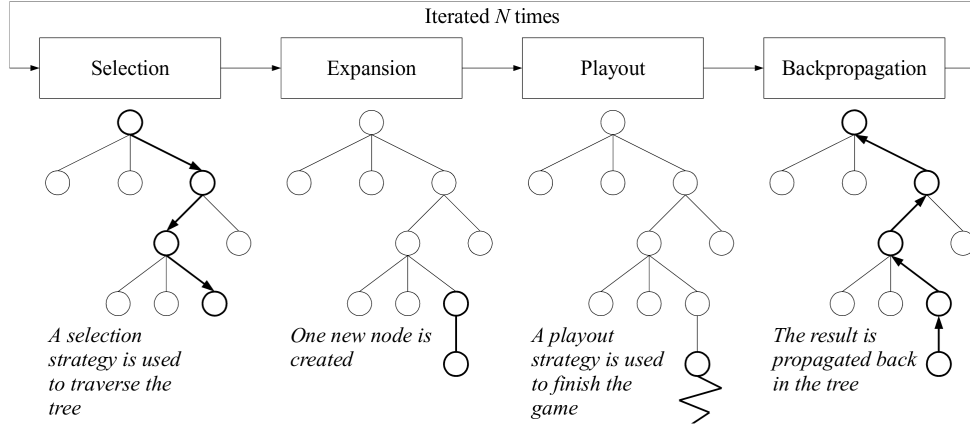 Iterated N times
Selection
Expansion
Playout
Backpropagation
A selection
strategy is used
to traverse the
tree
One new node is
created
A playout
strategy is used
to finish the
game
The result is
propagated back
in the tree